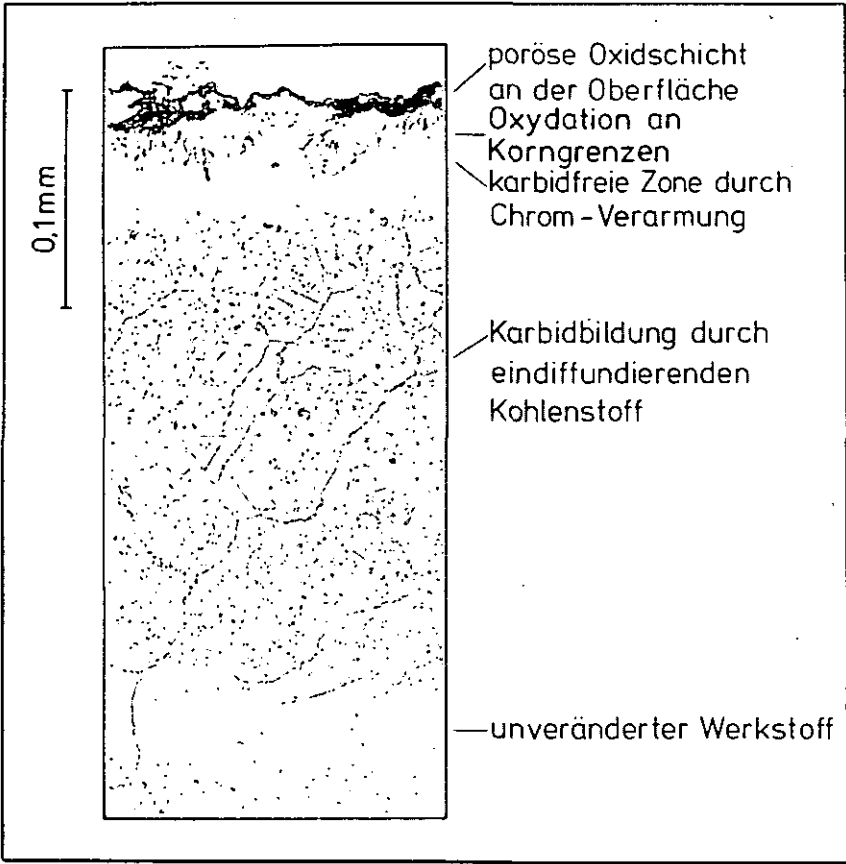 poröse Oxidschicht
an der Oberfläche
Oxydation an
Korngrenzen
karbidfreie Zone durch
Chrom-Verarmung
0,1mm
Karbidbildung durch
eindiffundierenden
Kohlenstoff
unveränderter Werkstoff